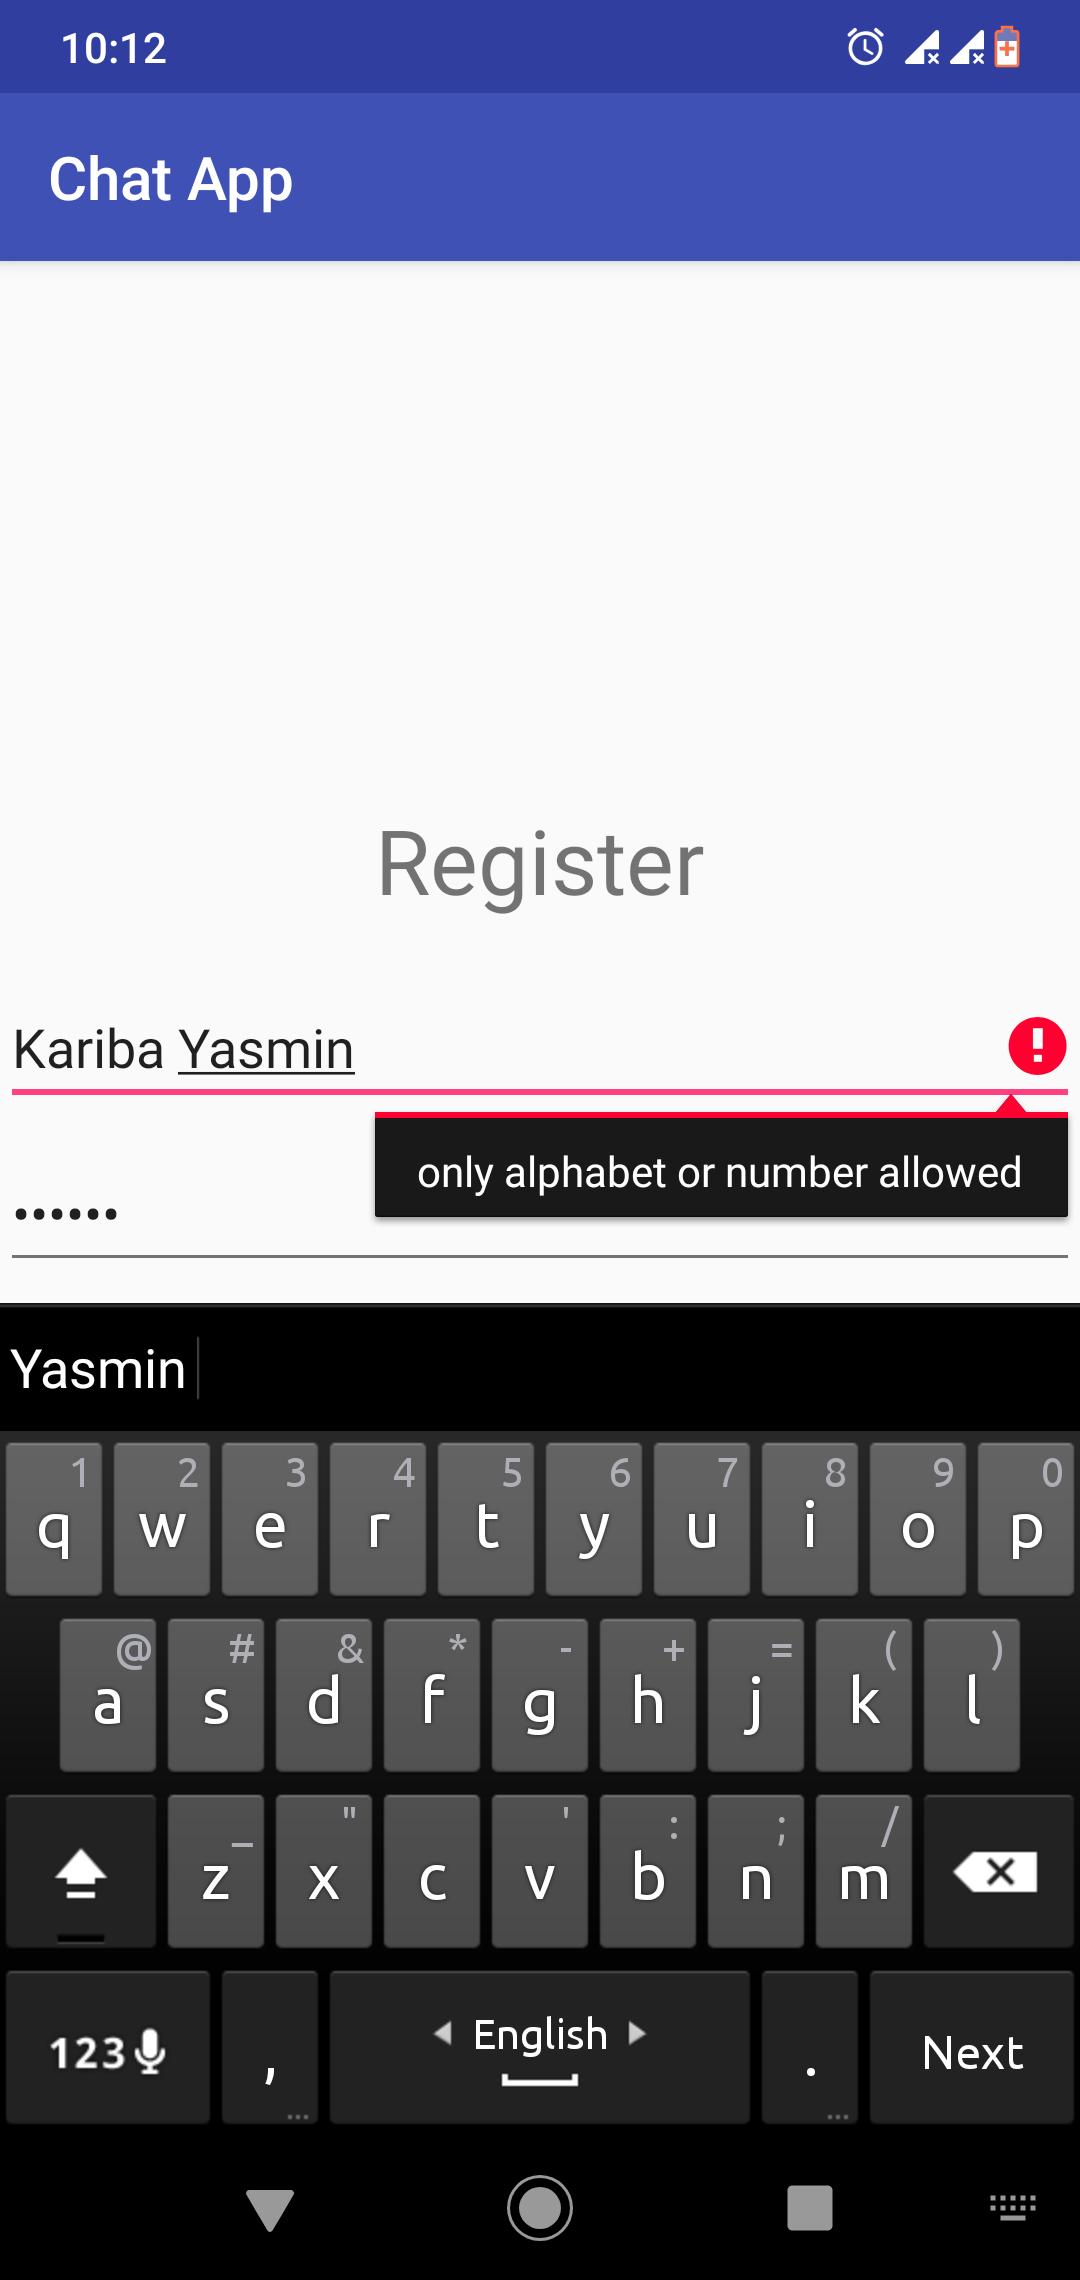 10:12
Chat App
Register
Kariba Yasmin
only alphabet or number allowed
••••••
Yasmin
1 2 3 4 5 6 7 8 9 0
q w e r t y u i o p
@ # & * - + = ( )
a s d f g h j k l
_ " ' : ; /
z x c v b n m
123 , English . Next